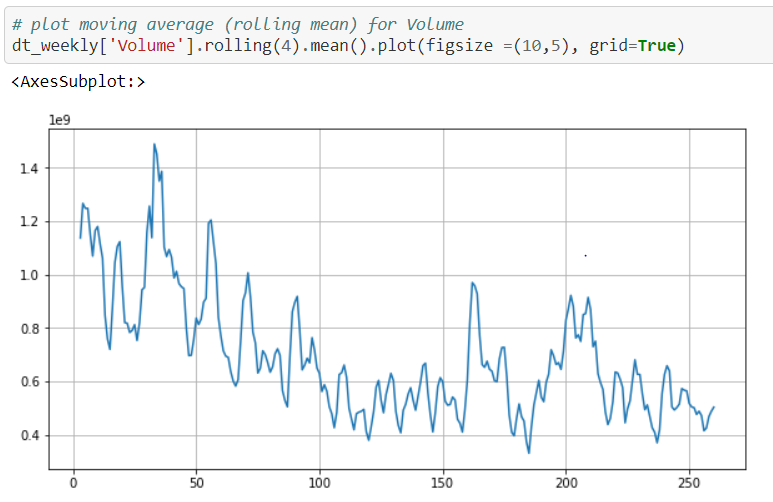 # plot moving average (rolling mean) for Volume
dt_weekly['Volume'].rolling(4).mean().plot(figsize =(10,5), grid=True)
<AxesSubplot:>
1e9
1.4
1.2
1.0
0.8
0.6
0.4
0 50 100 150 200 250